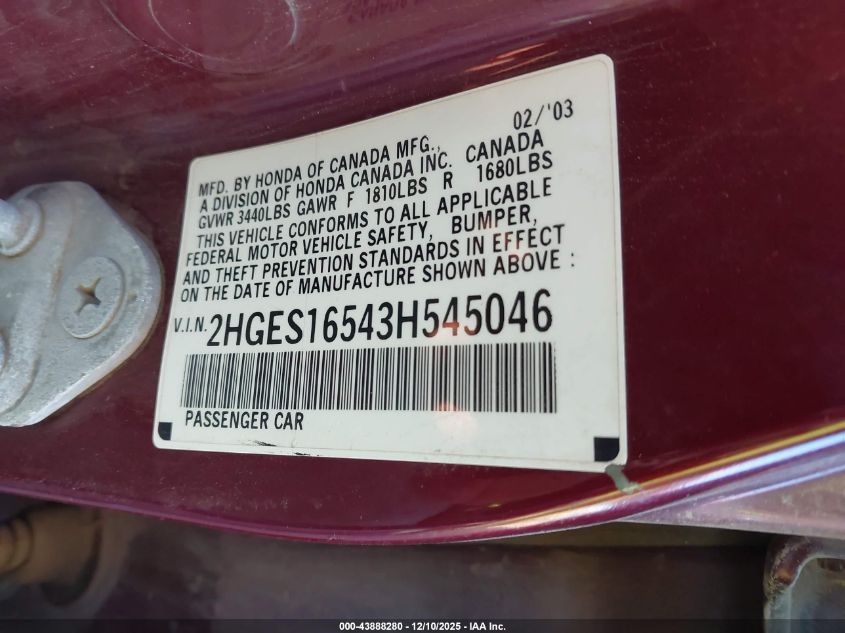 02/'03
MFD. BY HONDA OF CANADA MFG.,
A DIVISION OF HONDA CANADA INC. CANADA
GVWR 3440LBS GAWR F 1810LBS R 1680LBS
THIS VEHICLE CONFORMS TO ALL APPLICABLE
FEDERAL MOTOR VEHICLE SAFETY, BUMPER,
AND THEFT PREVENTION STANDARDS IN EFFECT
ON THE DATE OF MANUFACTURE SHOWN ABOVE :
V.I.N. 2HGES16543H545046
PASSENGER CAR
000-43888280 - 12/10/2025 - IAA Inc.